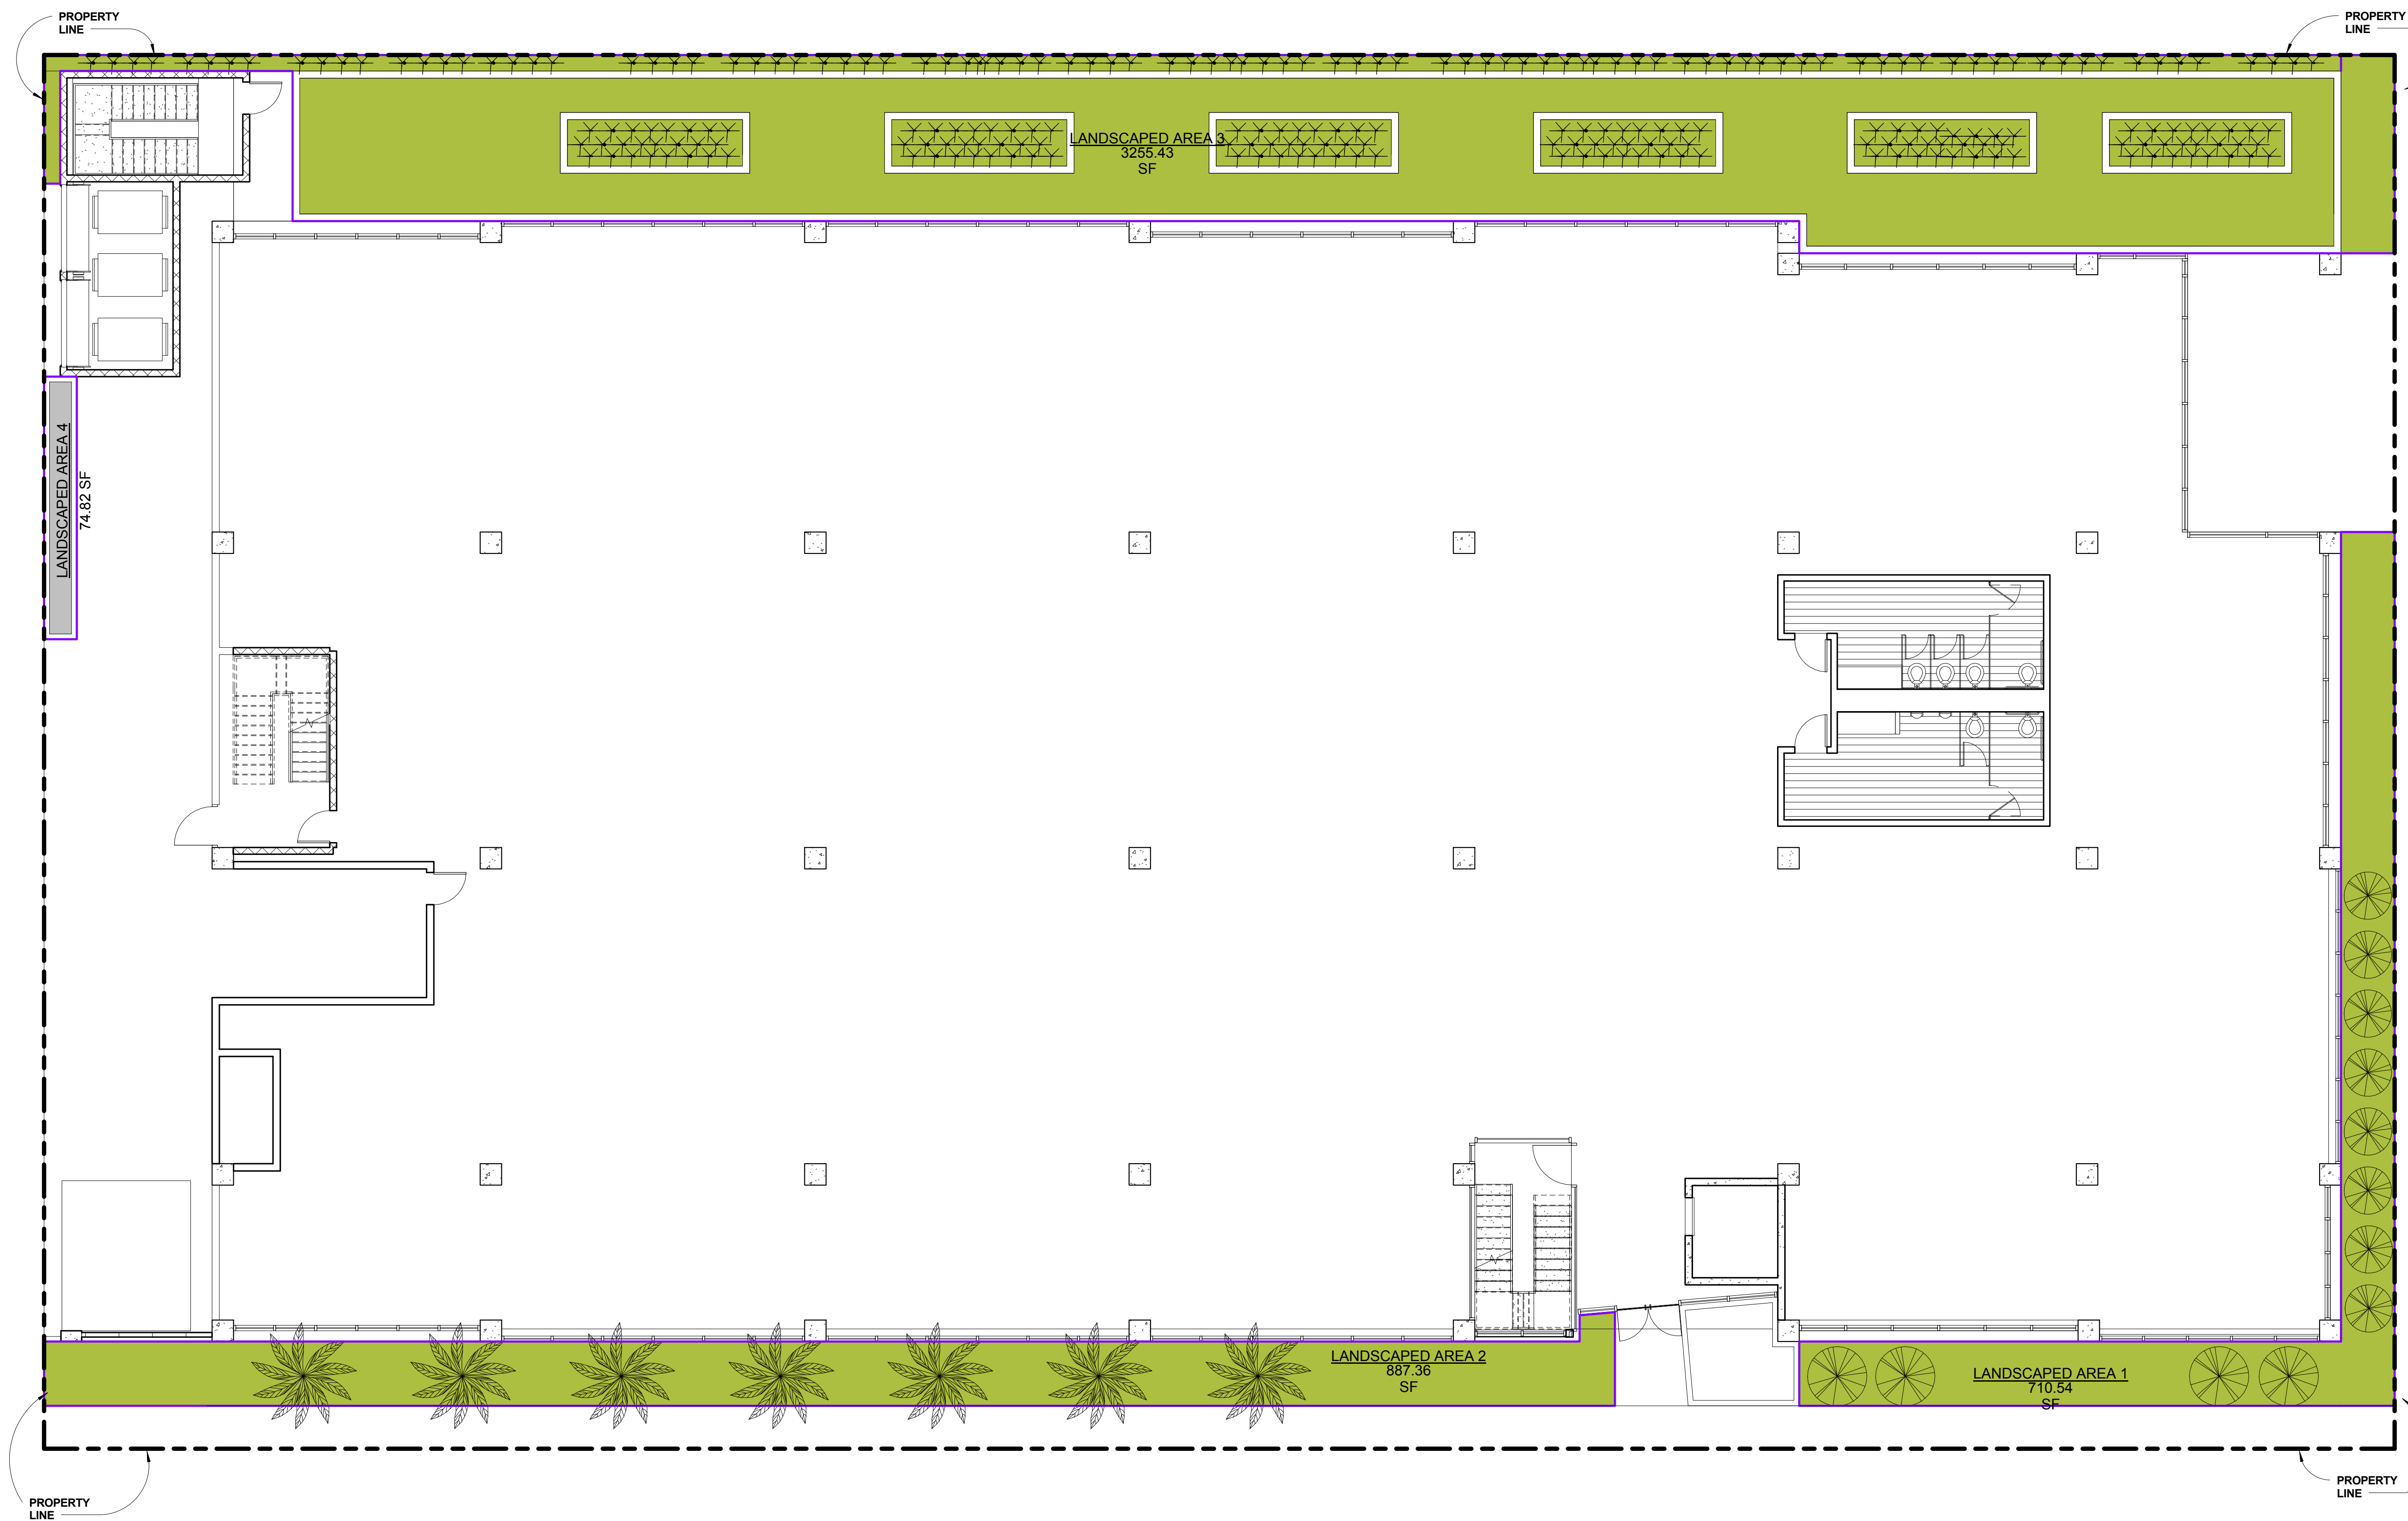 PROPERTY
LINE
PROPERTY
LINE
LANDSCAPED AREA 3
3255.43
SF
LANDSCAPED AREA 4
74.82 SF
LANDSCAPED AREA 2
887.36
SF
LANDSCAPED AREA 1
710.54
SF
PROPERTY
LINE
PROPERTY
LINE